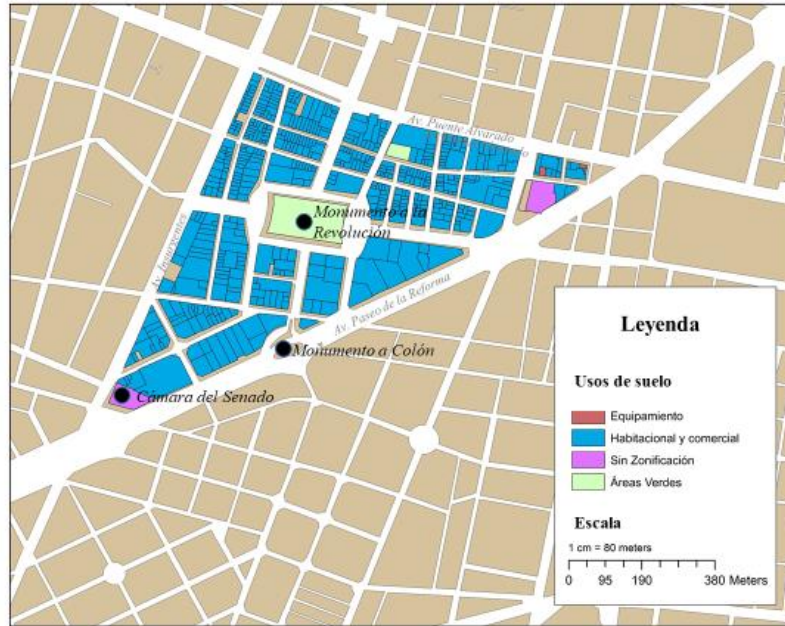 Av. Puente Alvarado
Av. Insurgentes
Monumento a la
Revolución
Av. Paseo de la Reforma
Monumento a Colón
Cámara del Senado
Leyenda
Usos de suelo
Equipamiento
Habitacional y comercial
Sin Zonificación
Áreas Verdes
Escala
1 cm = 80 meters
0 95 190 380 Meters